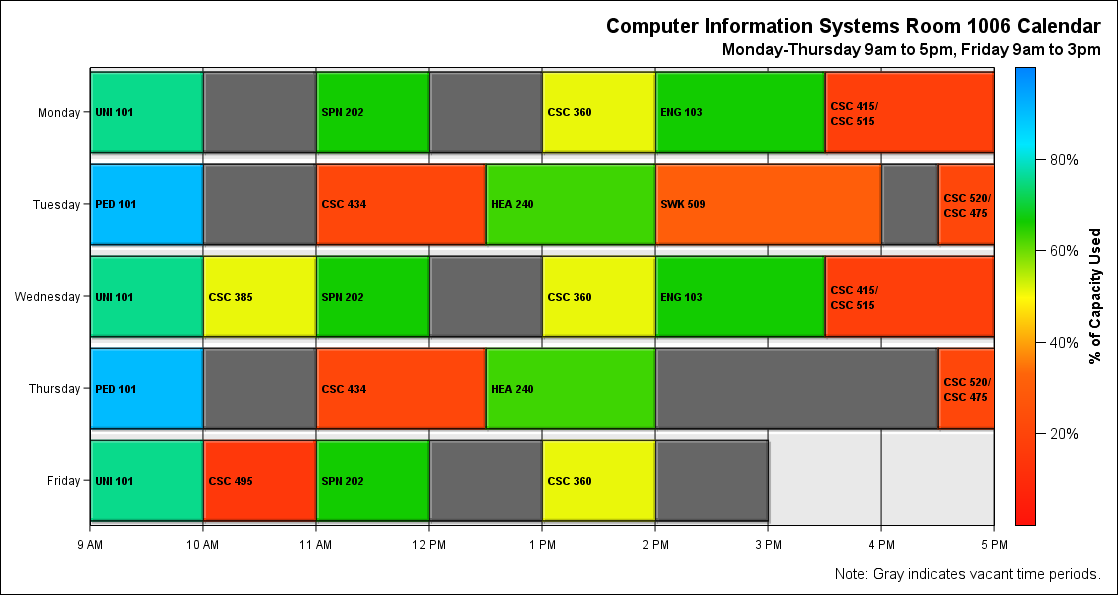 Computer Information Systems Room 1006 Calendar
Monday-Thursday 9am to 5pm, Friday 9am to 3pm
Monday
UNI 101
SPN 202
CSC 360
ENG 103
CSC 415/
CSC 515
Tuesday
PED 101
CSC 434
HEA 240
SWK 509
CSC 520/
CSC 475
Wednesday
UNI 101
CSC 385
SPN 202
CSC 360
ENG 103
CSC 415/
CSC 515
Thursday
PED 101
CSC 434
HEA 240
CSC 520/
CSC 475
Friday
UNI 101
CSC 495
SPN 202
CSC 360
9 AM
10 AM
11 AM
12 PM
1 PM
2 PM
3 PM
4 PM
5 PM
80%
60%
40%
20%
% of Capacity Used
Note: Gray indicates vacant time periods.